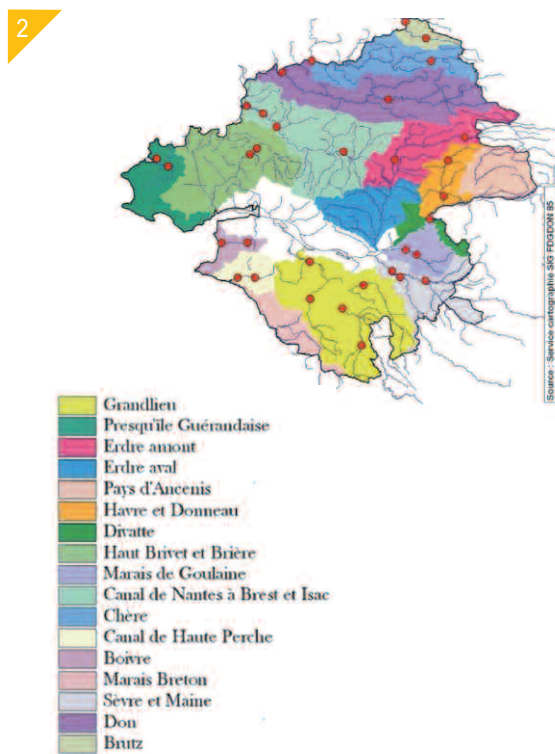 2
Source : Service cartographie SIG FDGDON 85
Grandlieu
Presqu'île Guérandaise
Erdre amont
Erdre aval
Pays d'Ancenis
Havre et Donneau
Divatte
Haut Brivet et Brière
Marais de Goulaine
Canal de Nantes à Brest et Isac
Chère
Canal de Haute Perche
Boivre
Marais Breton
Sèvre et Maine
Don
Brutz